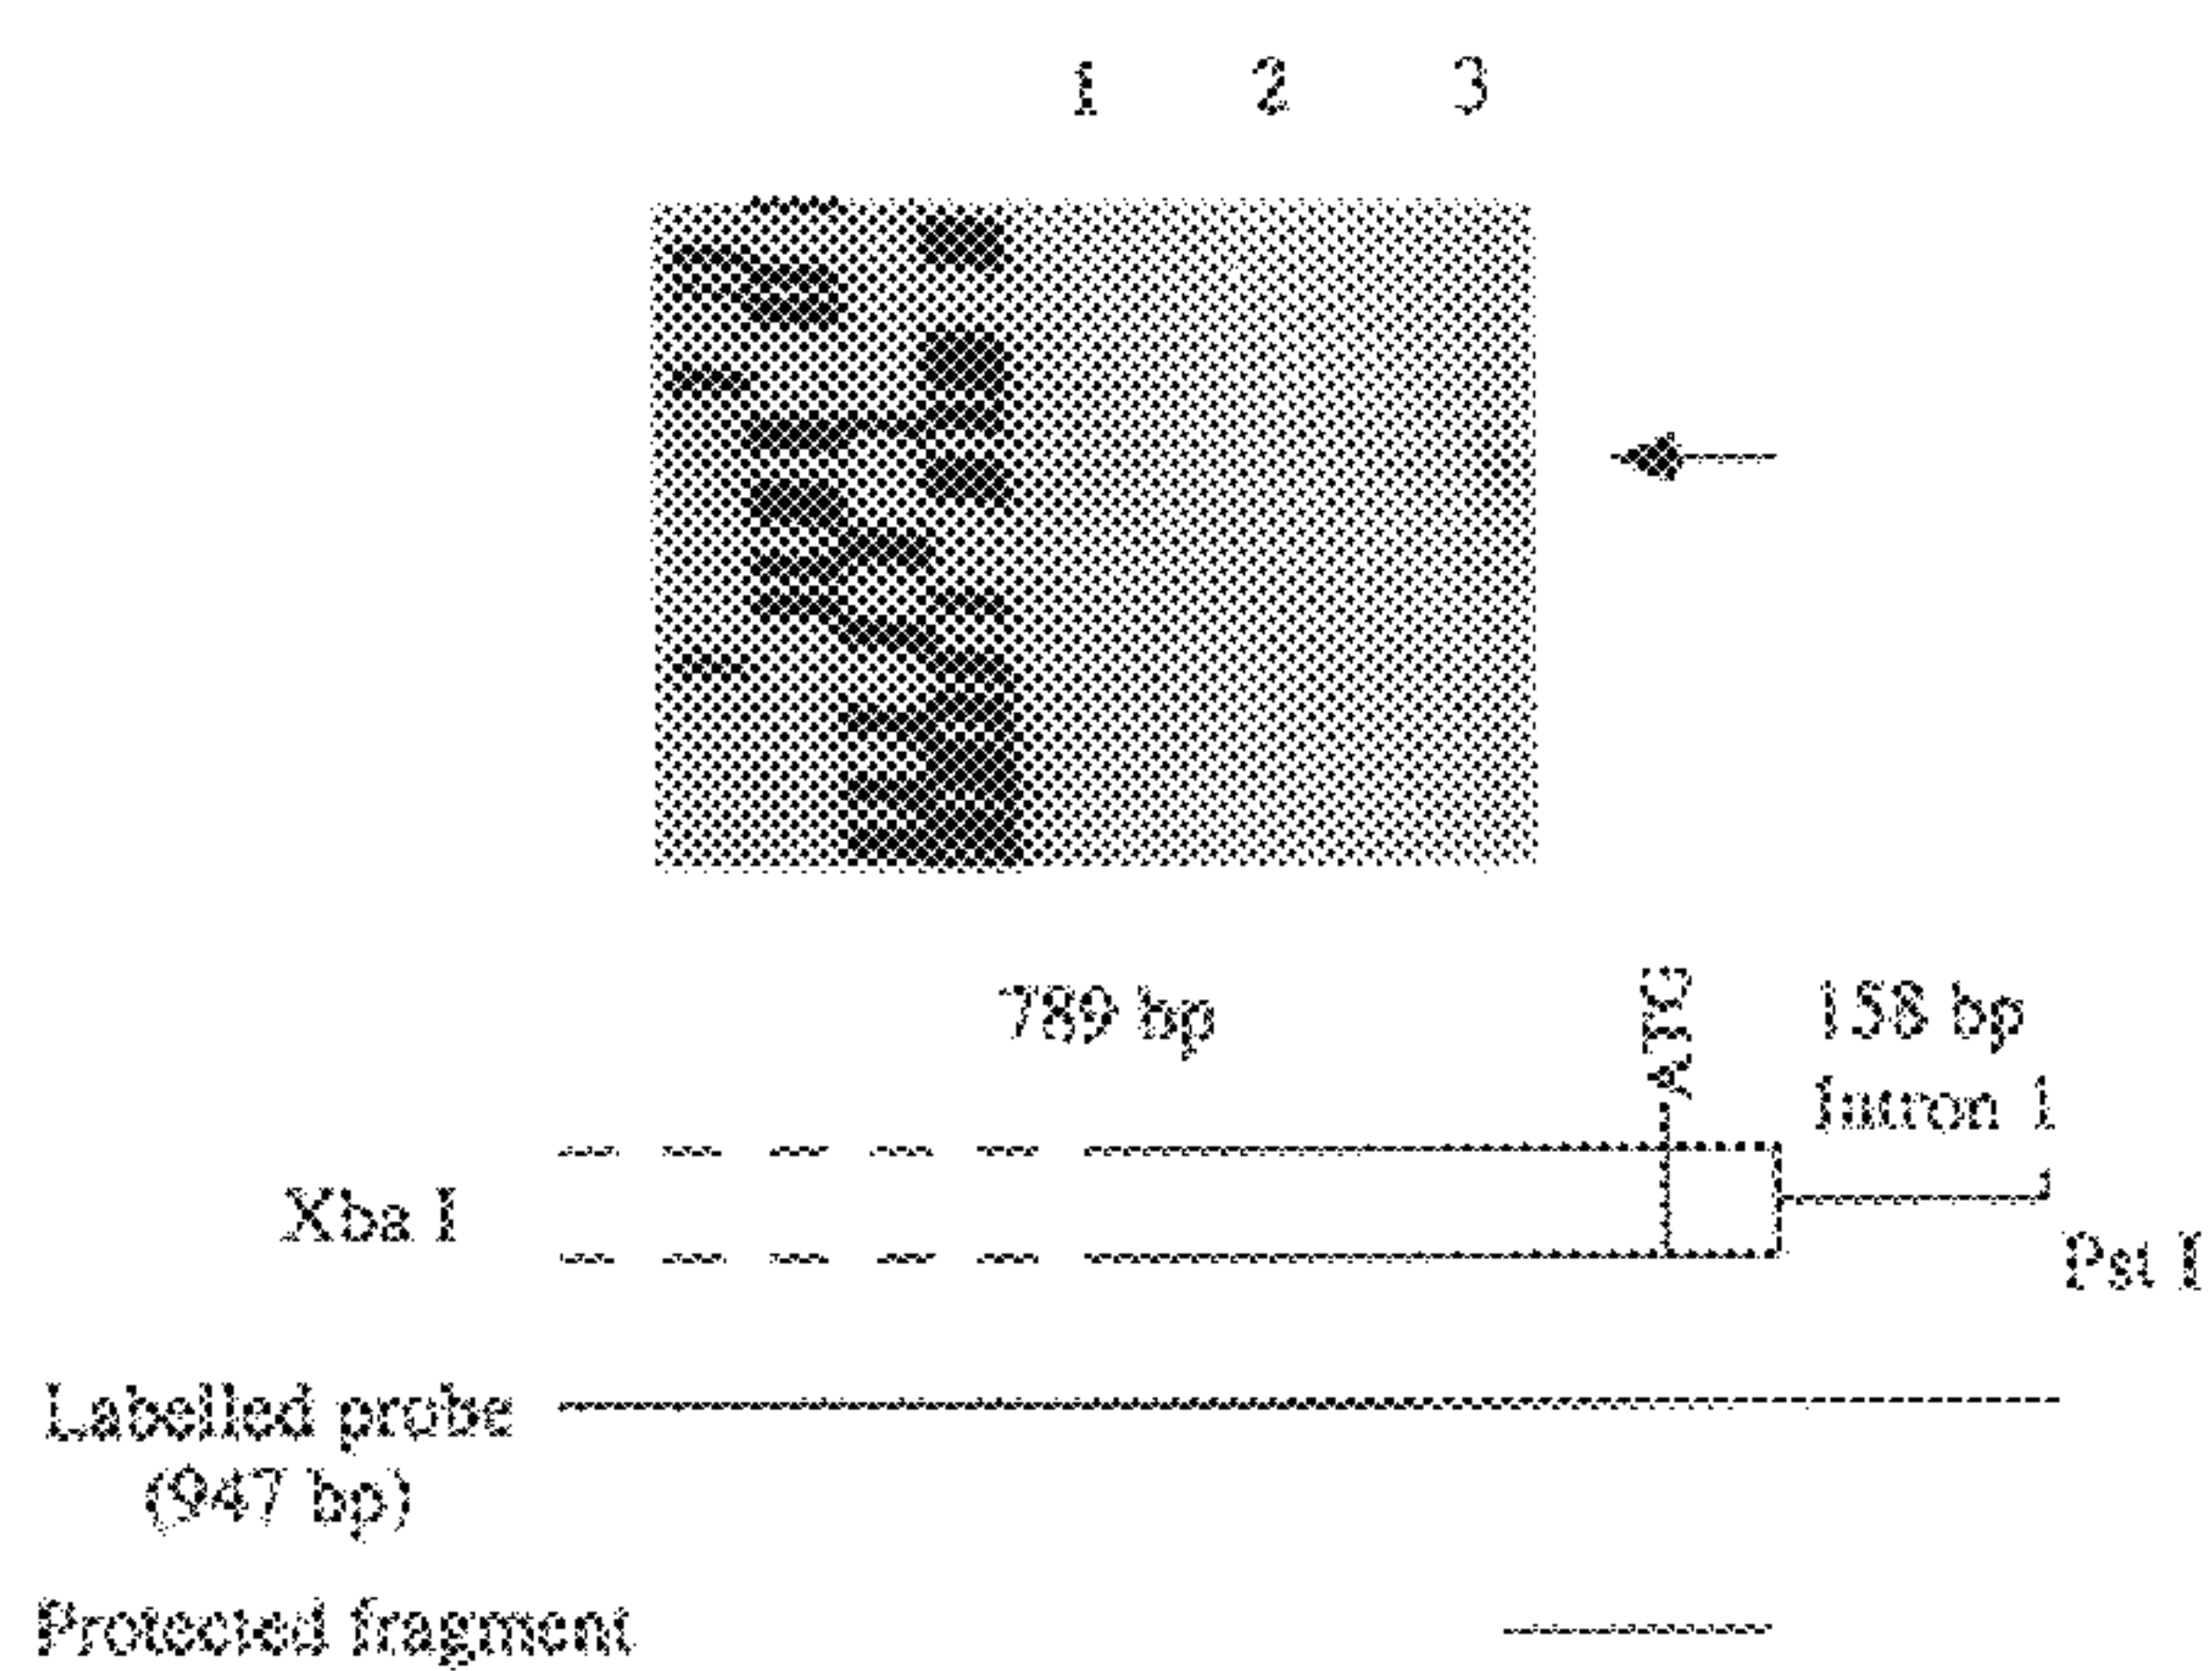 1 2 3
789 bp
ATG
158 bp
Intron 1
Xba I
Pst I
Labelled probe
(947 bp)
Protected fragment